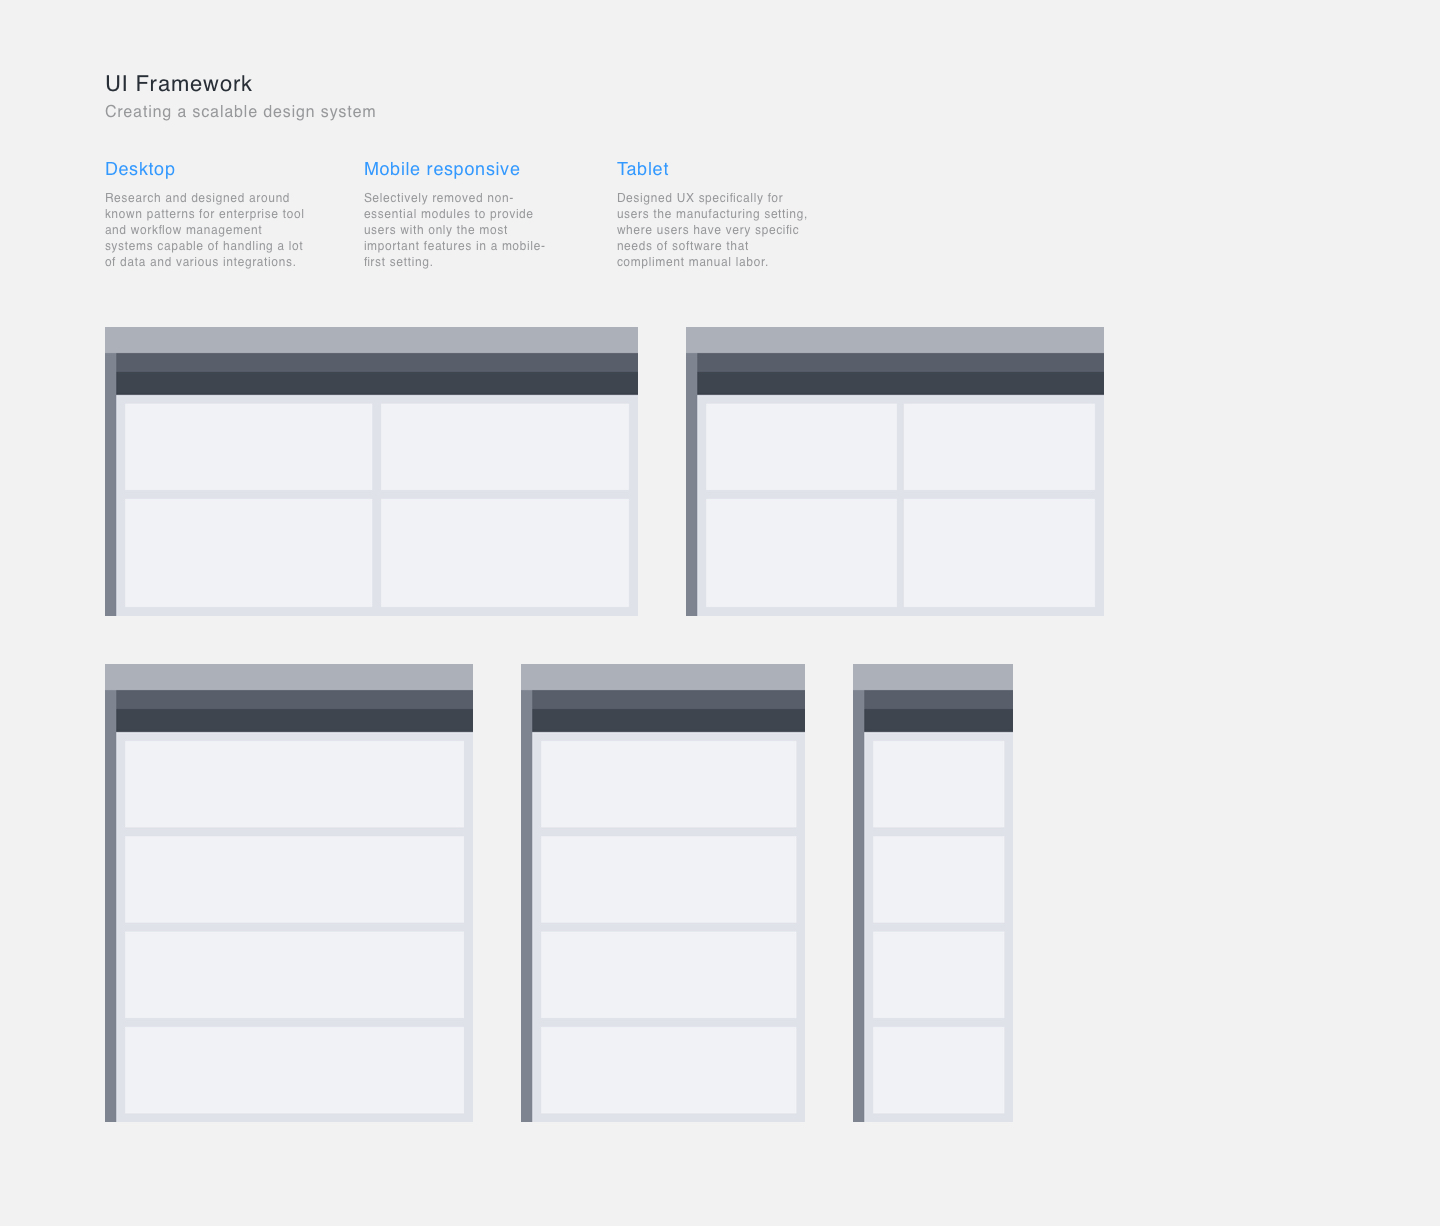 UI Framework
Creating a scalable design system
Desktop
Research and designed around
known patterns for enterprise tool
and workflow management
systems capable of handling a lot
of data and various integrations.
Mobile responsive
Selectively removed non-
essential modules to provide
users with only the most
important features in a mobile-
first setting.
Tablet
Designed UX specifically for
users the manufacturing setting,
where users have very specific
needs of software that
compliment manual labor.